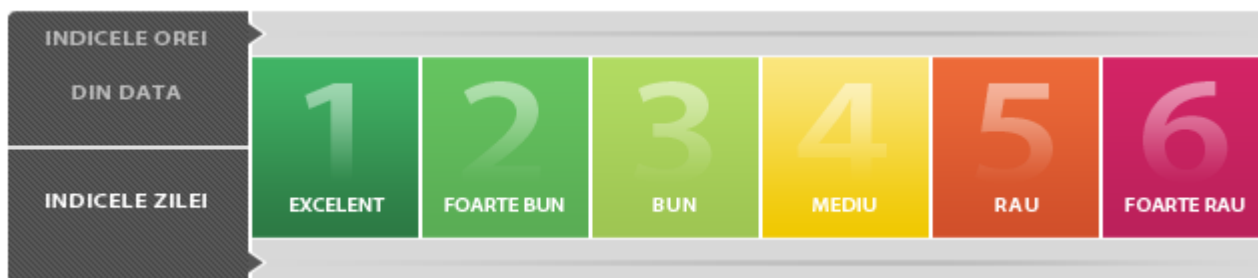 INDICELE OREI
DIN DATA
INDICELE ZILEI
1
EXCELENT
2
FOARTE BUN
3
BUN
4
MEDIU
5
RAU
6
FOARTE RAU